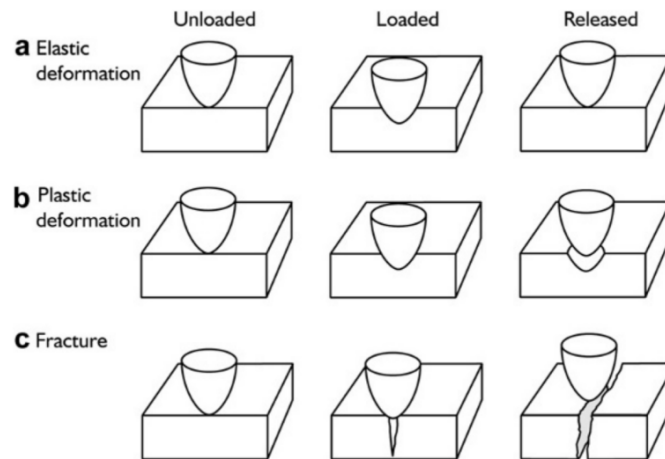 Unloaded Loaded Released
a Elastic
deformation
b Plastic
deformation
c Fracture